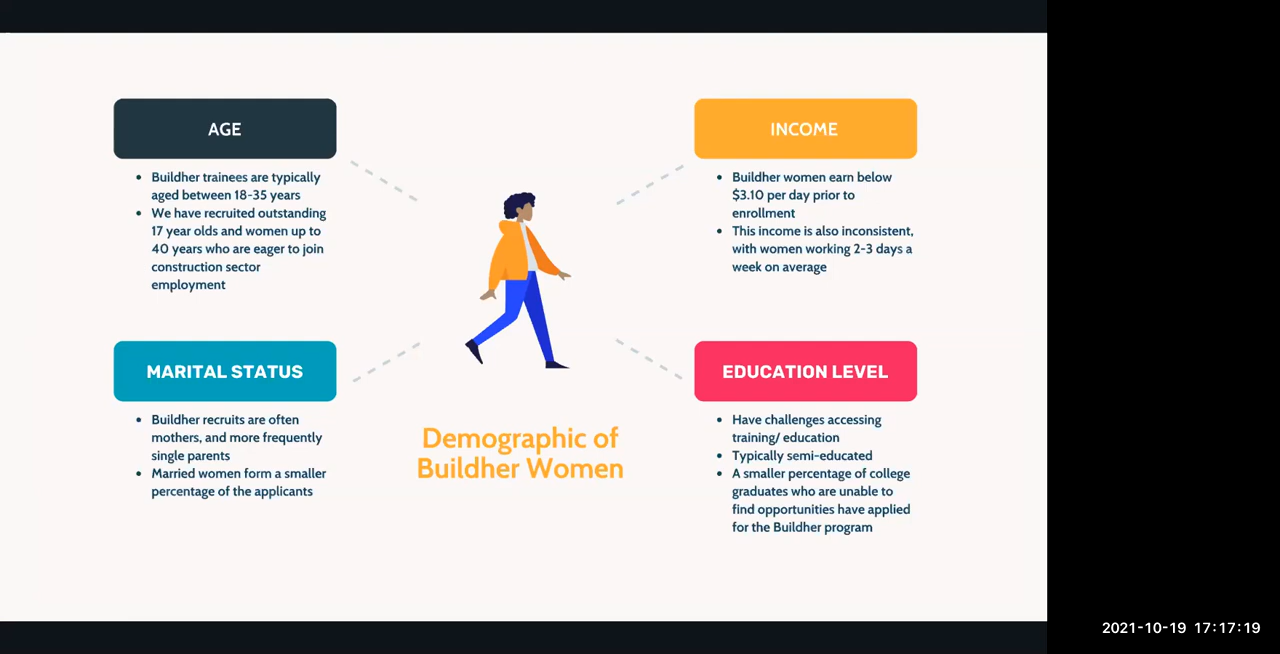 AGE
• Buildher trainees are typically
aged between 18-35 years
• We have recruited outstanding
17 year olds and women up to
40 years who are eager to join
construction sector
employment
INCOME
• Buildher women earn below
$3.10 per day prior to
enrollment
• This income is also inconsistent,
with women working 2-3 days a
week on average
MARITAL STATUS
• Buildher recruits are often
mothers, and more frequently
single parents
• Married women form a smaller
percentage of the applicants
Demographic of
Buildher Women
EDUCATION LEVEL
• Have challenges accessing
training/ education
• Typically semi-educated
• A smaller percentage of college
graduates who are unable to
find opportunities have applied
for the Buildher program
2021-10-19 17:17:19